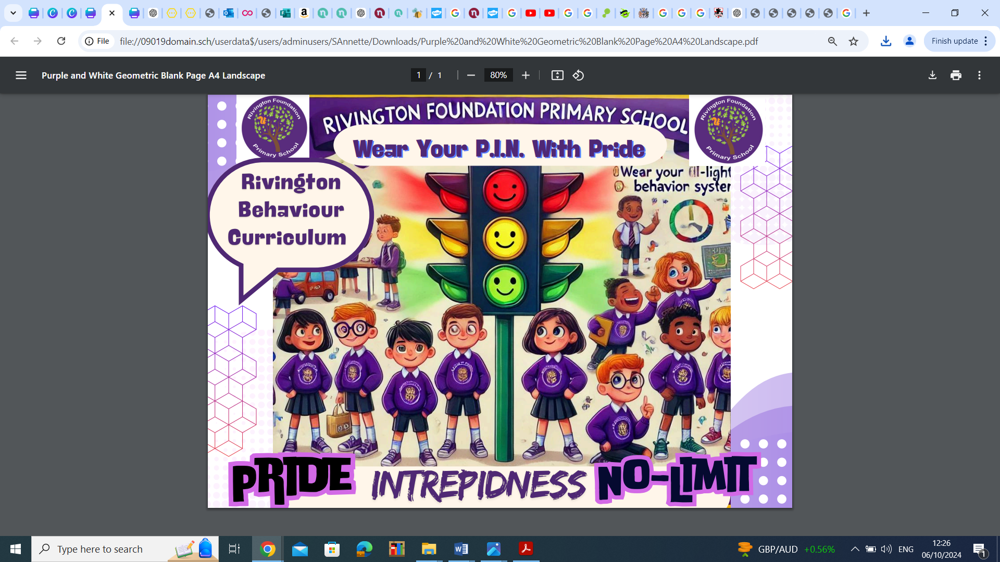 File
file://09019domain.sch/userdata$/users/adminusers/SAnnette/Downloads/Purple%20and%20White%20Geometric%20Blank%20Page%20A4%20Landscape.pdf
Finish update
Purple and White Geometric Blank Page A4 Landscape
1 / 1
80%
Rivington Foundation
Primary School
RIVINGTON FOUNDATION PRIMARY SCHOOL
Rivington Foundation
Primary School
Wear Your P.I.N. With Pride
Rivington
Behaviour
Curriculum
Wear your
behavion syster
PRIDE
INTREPIDNESS
NO-LIMIT
Type here to search
GBP/AUD +0.56%
ENG
12:26
06/10/2024
1